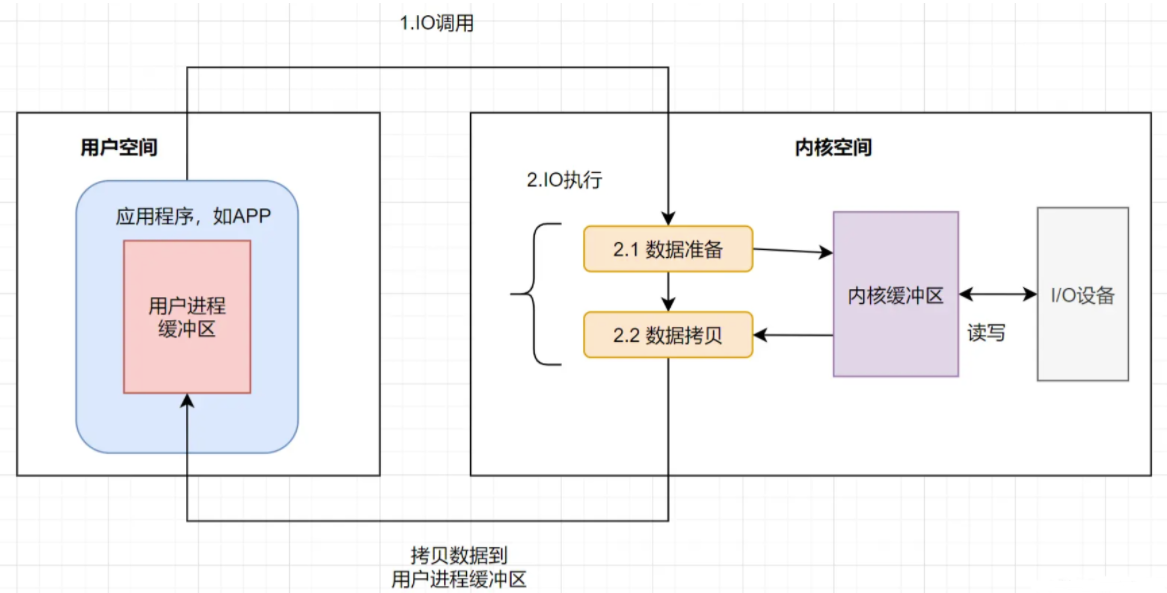 1.IO调用
用户空间
内核空间
2.IO执行
应用程序，如APP
用户进程
缓冲区
2.1 数据准备
2.2 数据拷贝
内核缓冲区
读写
I/O设备
拷贝数据到
用户进程缓冲区